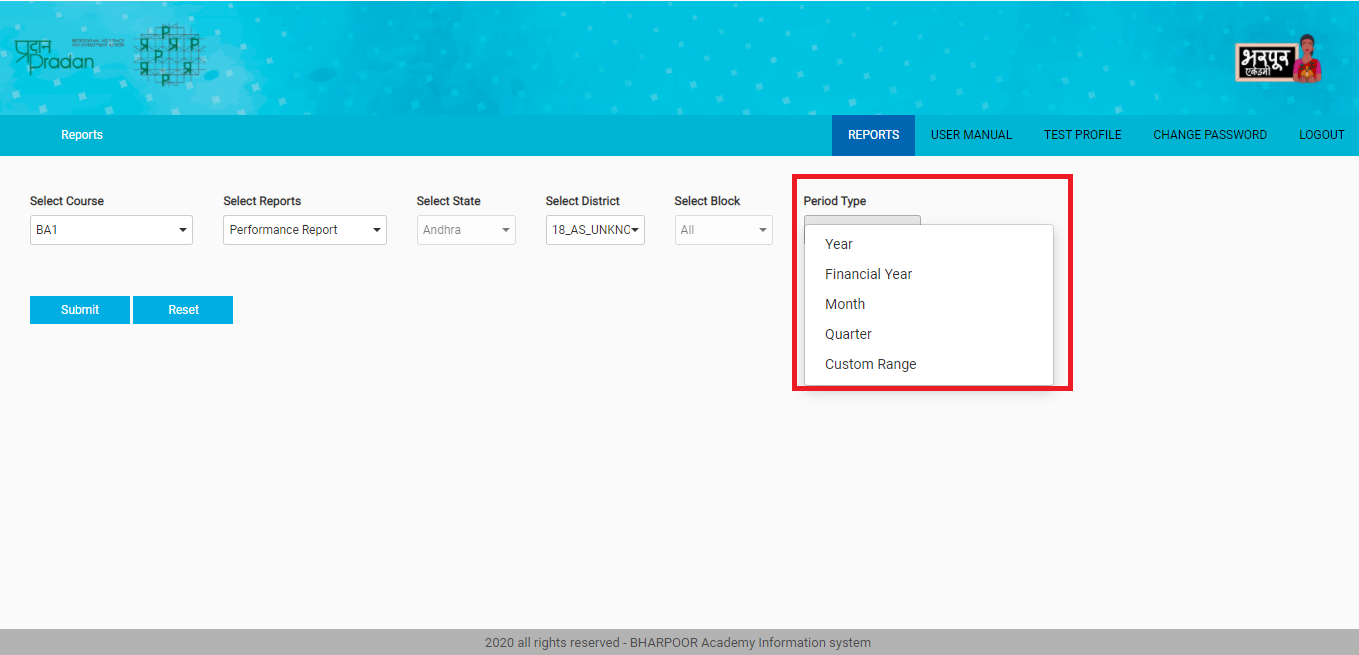 प्रदान
Pradan
भरपूर
एकेडमी
Reports
REPORTS
USER MANUAL
TEST PROFILE
CHANGE PASSWORD
LOGOUT
Select Course
Select Reports
Select State
Select District
Select Block
Period Type
BA1
Performance Report
Andhra
18_AS_UNKNO
All
Year
Financial Year
Month
Quarter
Custom Range
Submit
Reset
2020 all rights reserved - BHARPOOR Academy Information system